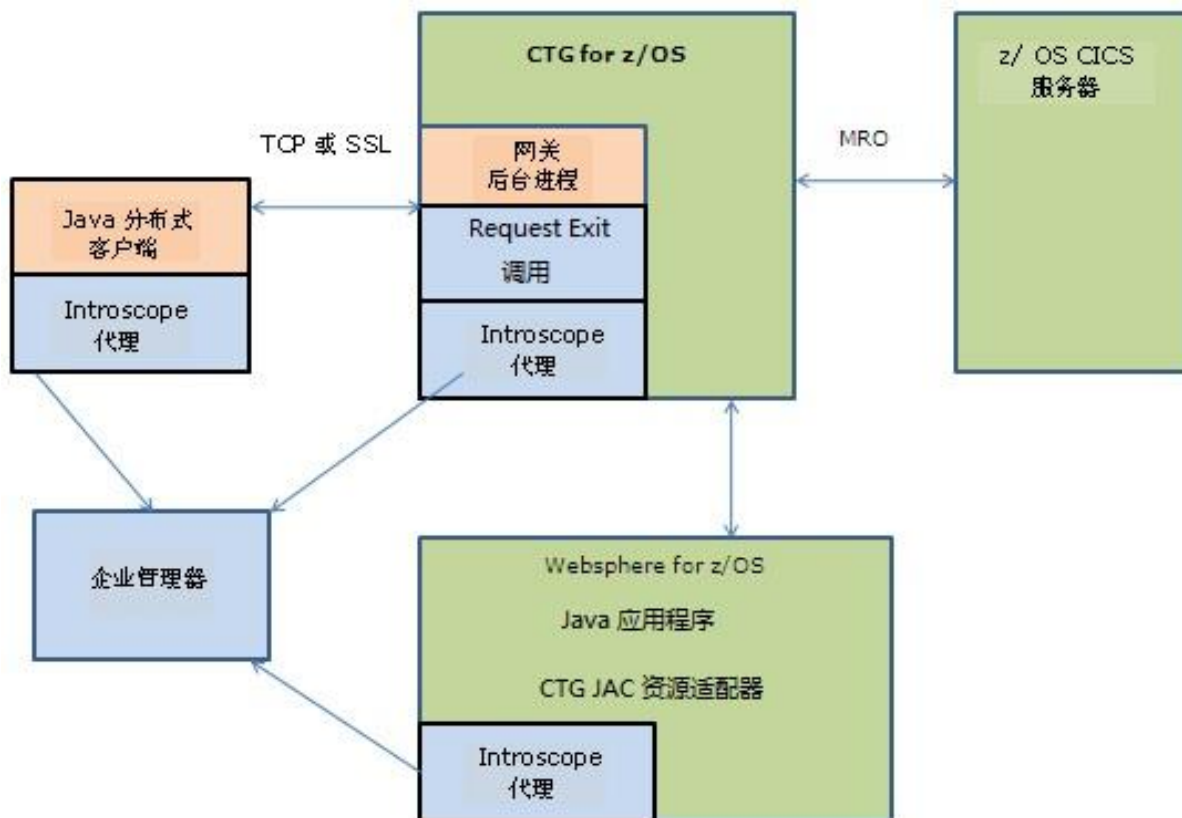 CTG for z/OS
z/ OS CICS
服务器
TCP 或 SSL
MRO
网关
后台进程
Java 分布式
客户端
Request Exit
调用
Introscope
代理
Introscope
代理
企业管理器
Websphere for z/OS
Java 应用程序
CTG JAC 资源适配器
Introscope
代理